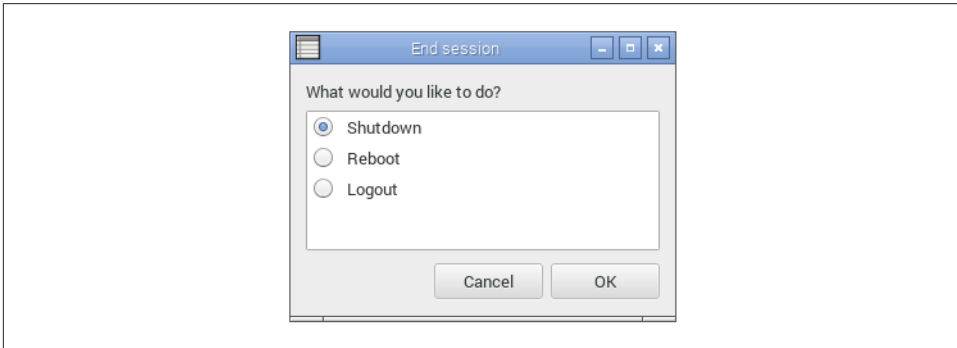 End session
What would you like to do?
Shutdown
Reboot
Logout
Cancel OK